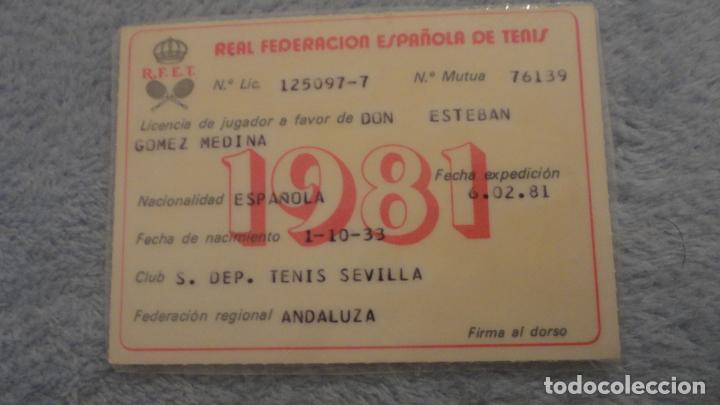 REAL FEDERACION ESPAÑOLA DE TENIS
R.F.E.T.
N.º Lic. 125097-7 N.º Mutua 76139
Licencia de jugador a favor de DON ESTEBAN
GOMEZ MEDINA
1981
Fecha expedición
Nacionalidad ESPAÑOLA 6.02.81
Fecha de nacimiento 1-10-33
Club S. DEP. TENIS SEVILLA
Federación regional ANDALUZA
Firma al dorso
todocoleccion.net